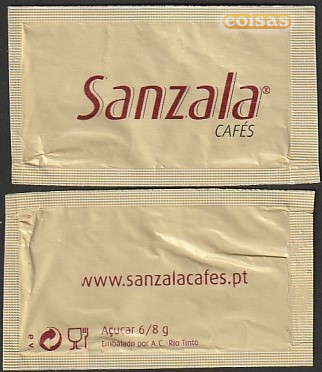 coisas
Sanzala®
CAFÉS
www.sanzalacafes.pt
Açucar 6/8 g
Embalado por A.C.-Rio Tinto